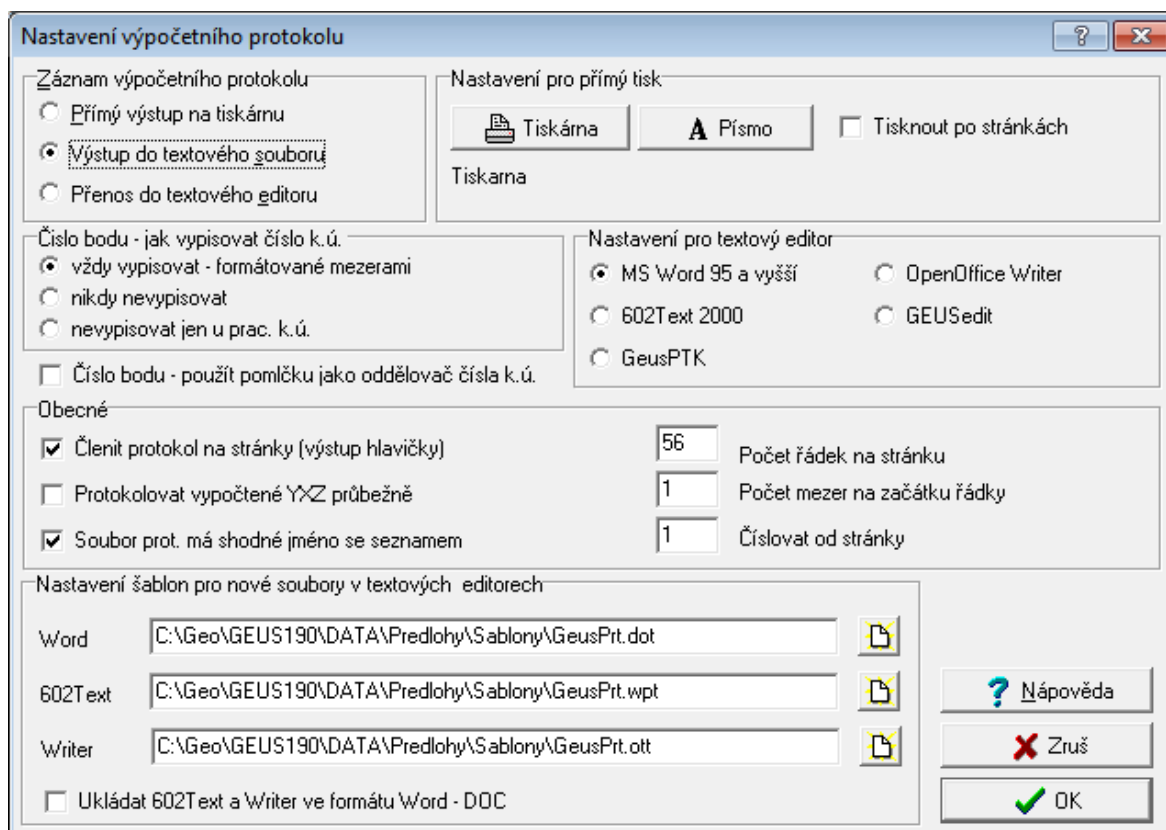 Nastavení výpočetního protokolu
Záznam výpočetního protokolu
Přímý výstup na tiskárnu
Výstup do textového souboru
Přenos do textového editoru
Nastavení pro přímý tisk
Tiskárna
A Písmo
Tisknout po stránkách
Tiskarna
Čislo bodu - jak vypisovat číslo k.ú.
vždy vypisovat - formátované mezerami
nikdy nevypisovat
nevypisovat jen u prac. k.ú.
Číslo bodu - použít pomlčku jako oddělovač čísla k.ú.
Nastavení pro textový editor
MS Word 95 a vyšší
OpenOffice Writer
602Text 2000
GEUSedit
GeusPTK
Obecné
Členit protokol na stránky (výstup hlavičky)
56 Počet řádek na stránku
Protokolovat vypočtené YXZ průbežně
1 Počet mezer na začátku řádky
Soubor prot. má shodné jméno se seznamem
1 Číslovat od stránky
Nastavení šablon pro nové soubory v textových editorech
Word C:\Geo\GEUS190\DATA\Predlohy\Sablony\GeusPrt.dot
602Text C:\Geo\GEUS190\DATA\Predlohy\Sablony\GeusPrt.wpt
Writer C:\Geo\GEUS190\DATA\Predlohy\Sablony\GeusPrt.ott
Ukládat 602Text a Writer ve formátu Word - DOC
? Nápověda
Zruš
OK